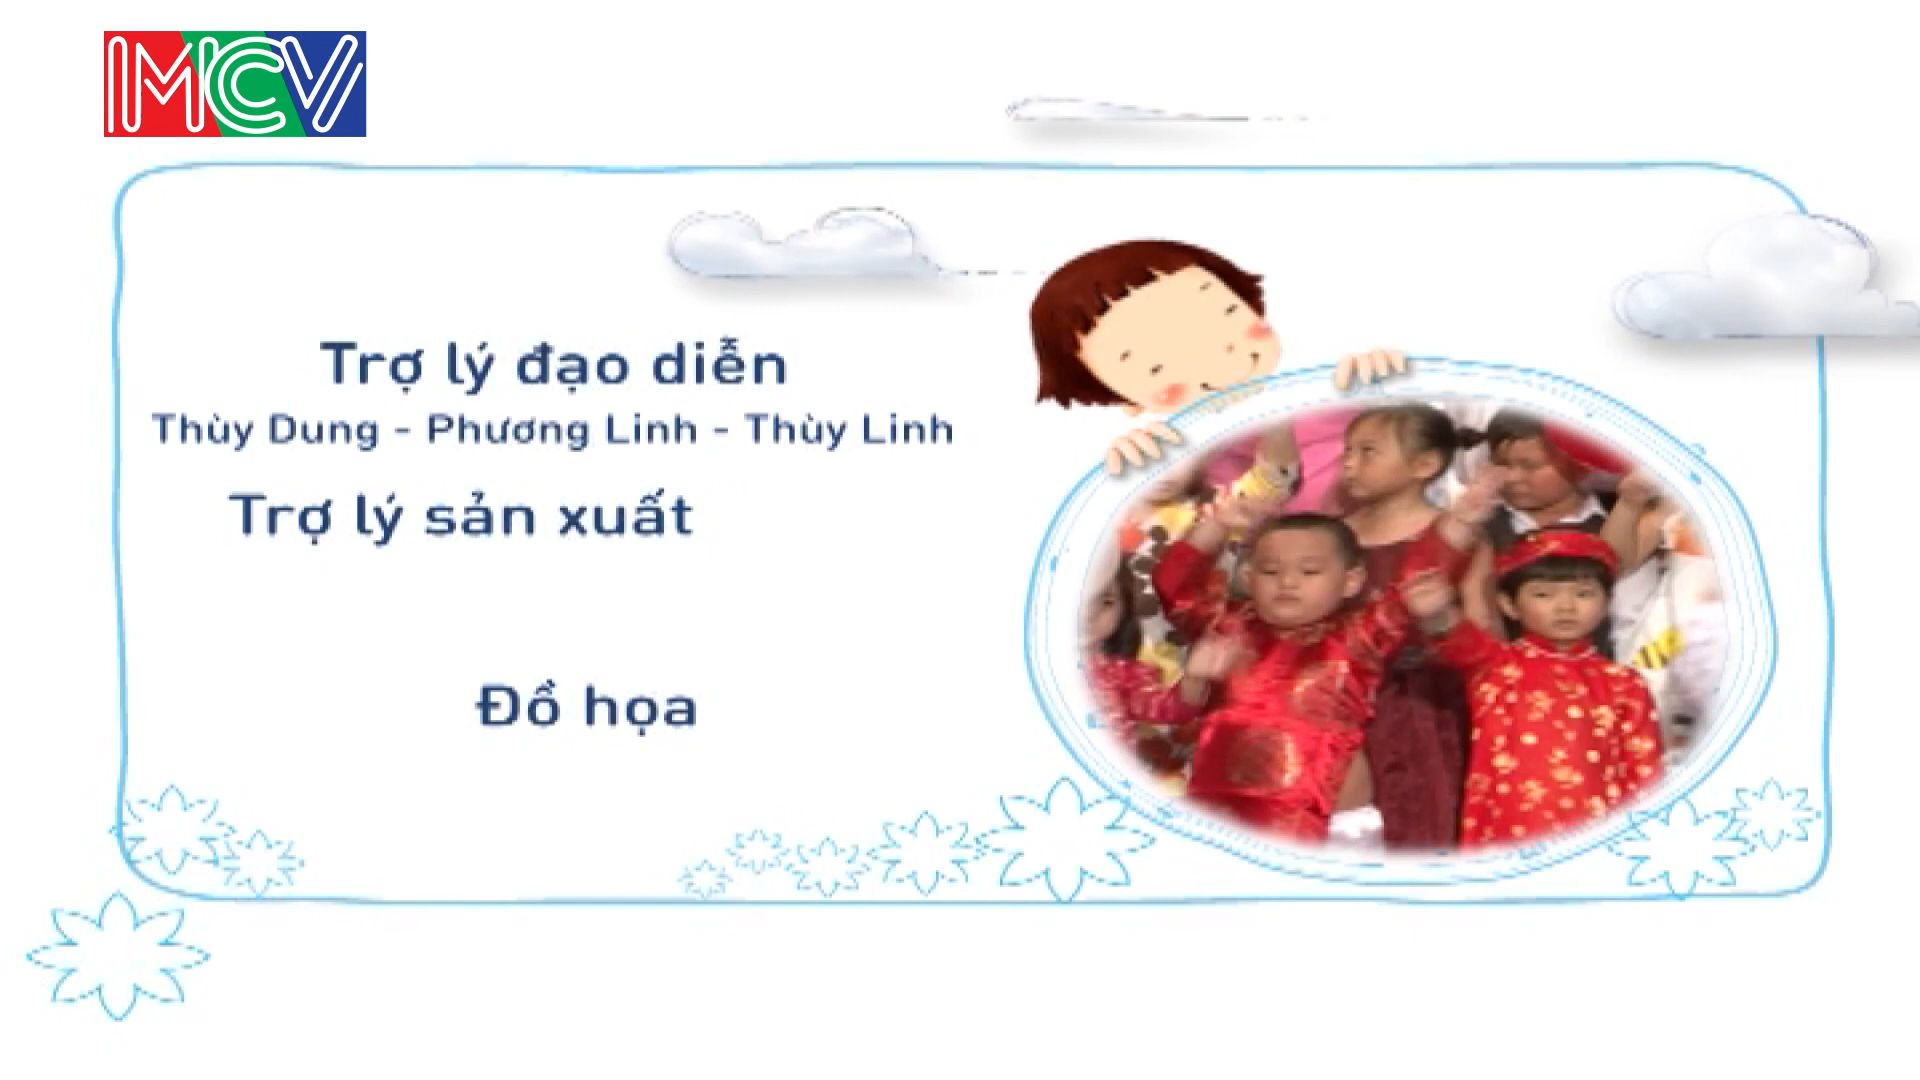 MCV
Trợ lý đạo diễn
Thùy Dung - Phương Linh - Thùy Linh
Trợ lý sản xuất
Đồ họa